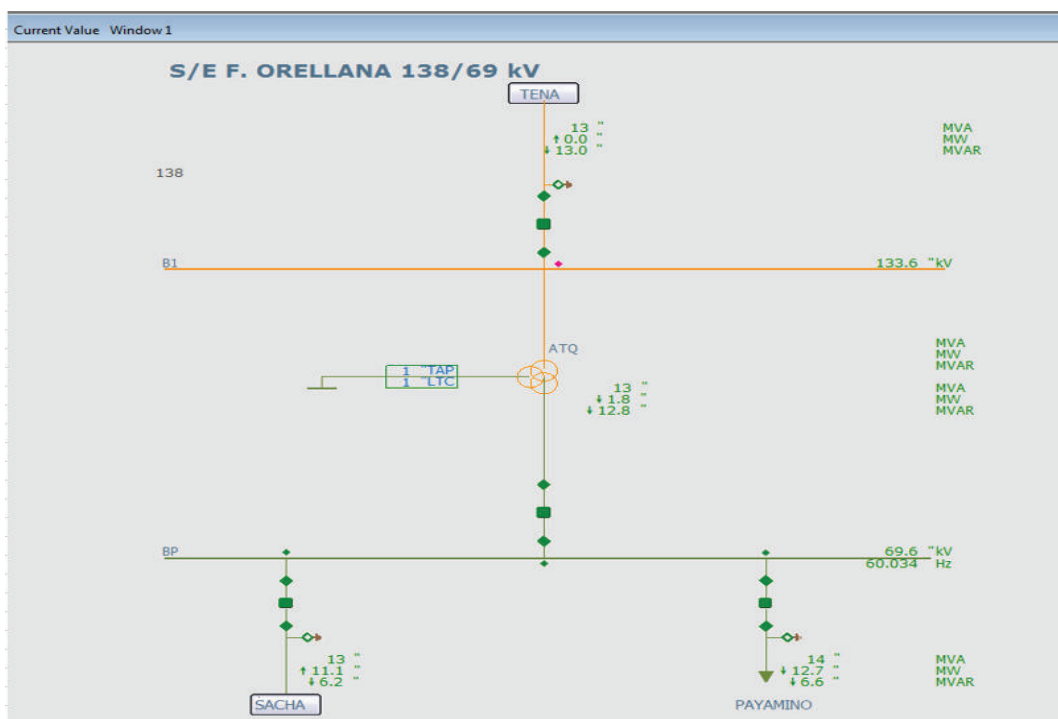 Current Value Window 1
S/E F. ORELLANA 138/69 kV
TENA
13 " MVA
↑ 0.0 " MW
↓ 13.0 " MVAR
138
B1 133.6 "kV
ATQ
MVA
MW
MVAR
1 "TAP
1 "LTC
13 " MVA
↓ 1.8 " MW
↓ 12.8 " MVAR
BP 69.6 "kV
60.034 Hz
13 " 14 " MVA
↑ 11.1 " ↓ 12.7 " MW
↓ 6.2 " ↓ 6.6 " MVAR
SACHA PAYAMINO